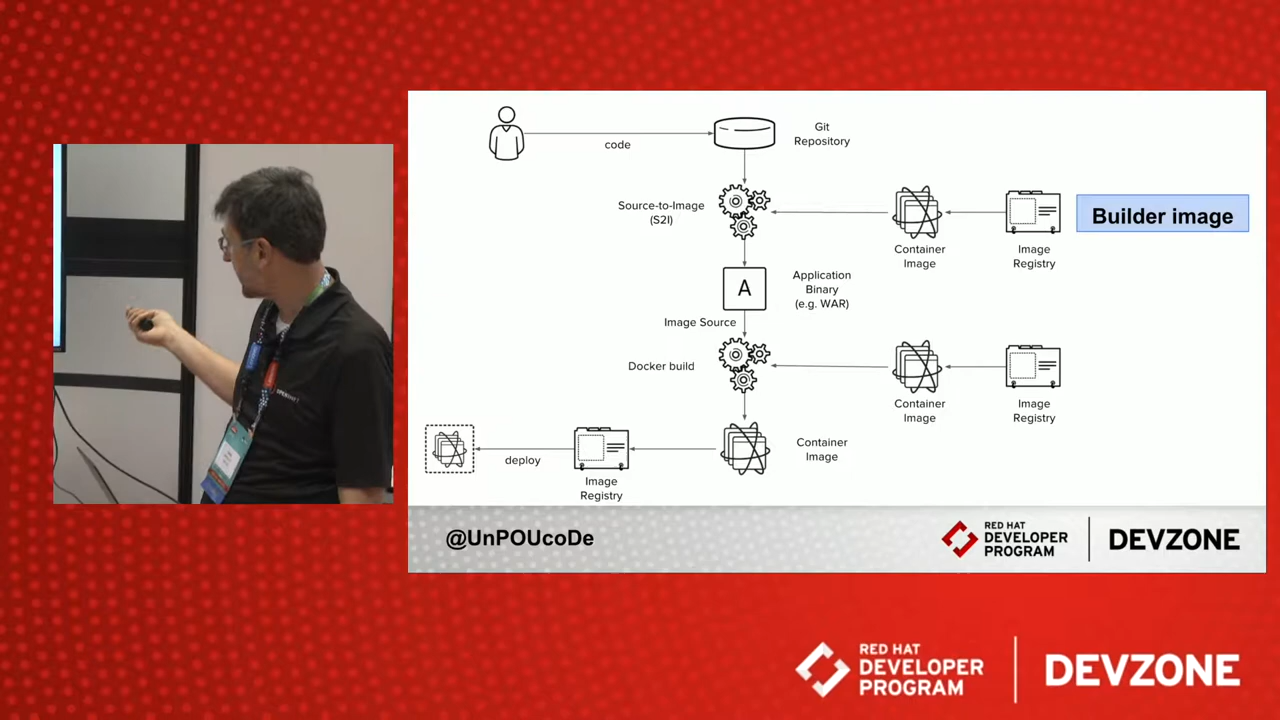 code
Git
Repository
Source-to-Image
(S2I)
Container
Image
Image
Registry
Builder image
A
Application
Binary
(e.g. WAR)
Image Source
Docker build
Container
Image
Image
Registry
Container
Image
deploy
Image
Registry
@UnPOUcoDe
RED HAT
DEVELOPER
PROGRAM
DEVZONE
RED HAT
DEVELOPER
PROGRAM
DEVZONE